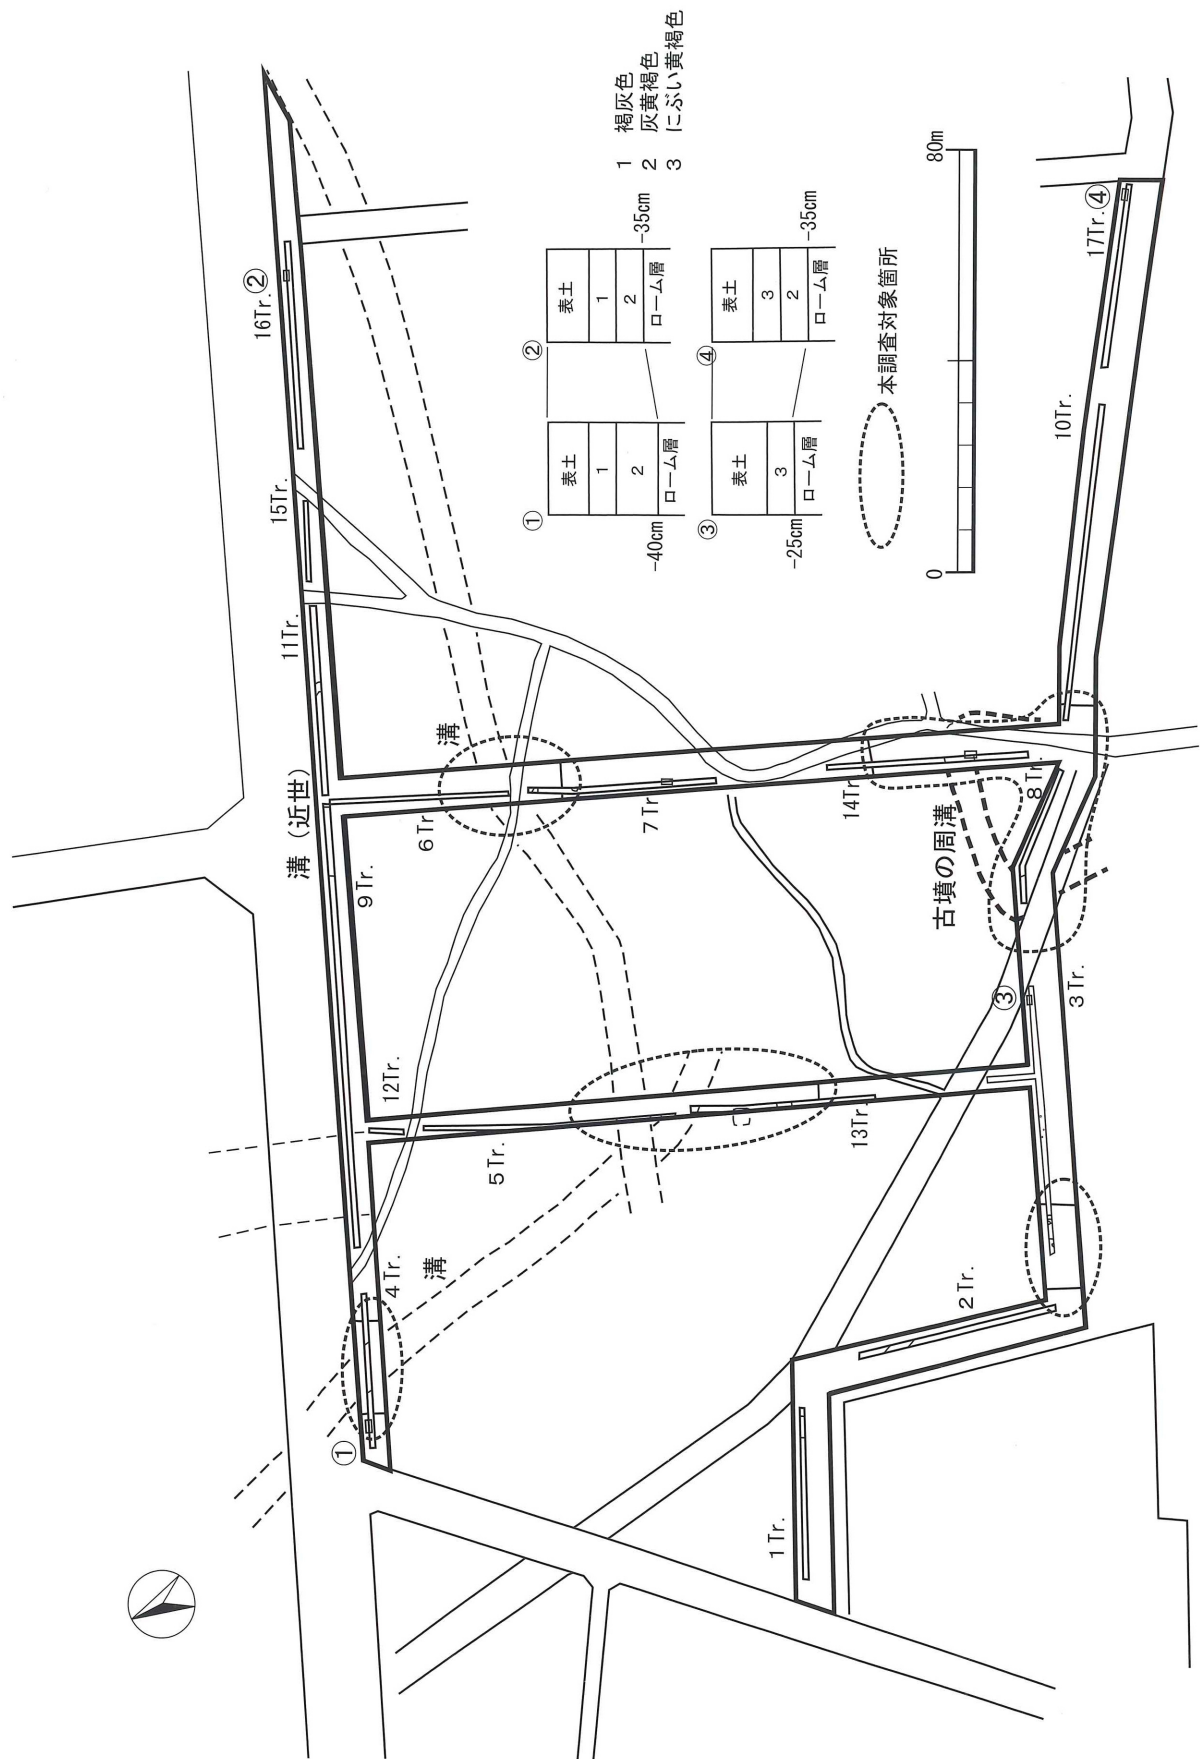 16Tr.②
15Tr.
11Tr.
溝（近世）
9Tr.
12Tr.
4Tr.
①
溝
6Tr
溝
7Tr
5Tr.
13Tr
14Tr
8Tr.
古墳の周溝
③
3Tr.
2Tr.
1Tr.
10Tr.
17Tr.④
1 褐灰色
2 灰黄褐色
3 にぶい黄褐色
①
表土
1
2
ローム層
-40cm
②
表土
1
2
ローム層
-35cm
③
表土
3
ローム層
-25cm
④
表土
3
2
ローム層
-35cm
本調査対象箇所
0
80m